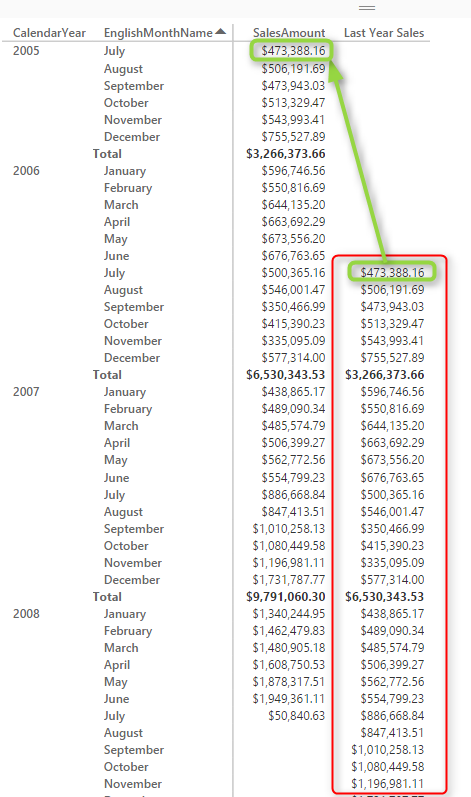 CalendarYear EnglishMonthName SalesAmount Last Year Sales
2005 July $473,388.16
August $506,191.69
September $473,943.03
October $513,329.47
November $543,993.41
December $755,527.89
Total $3,266,373.66
2006 January $596,746.56
February $550,816.69
March $644,135.20
April $663,692.29
May $673,556.20
June $676,763.65
July $500,365.16 $473,388.16
August $546,001.47 $506,191.69
September $350,466.99 $473,943.03
October $415,390.23 $513,329.47
November $335,095.09 $543,993.41
December $577,314.00 $755,527.89
Total $6,530,343.53 $3,266,373.66
2007 January $438,865.17 $596,746.56
February $489,090.34 $550,816.69
March $485,574.79 $644,135.20
April $506,399.27 $663,692.29
May $562,772.56 $673,556.20
June $554,799.23 $676,763.65
July $886,668.84 $500,365.16
August $847,413.51 $546,001.47
September $1,010,258.13 $350,466.99
October $1,080,449.58 $415,390.23
November $1,196,981.11 $335,095.09
December $1,731,787.77 $577,314.00
Total $9,791,060.30 $6,530,343.53
2008 January $1,340,244.95 $438,865.17
February $1,462,479.83 $489,090.34
March $1,480,905.18 $485,574.79
April $1,608,750.53 $506,399.27
May $1,878,317.51 $562,772.56
June $1,949,361.11 $554,799.23
July $50,840.63 $886,668.84
August $847,413.51
September $1,010,258.13
October $1,080,449.58
November $1,196,981.11